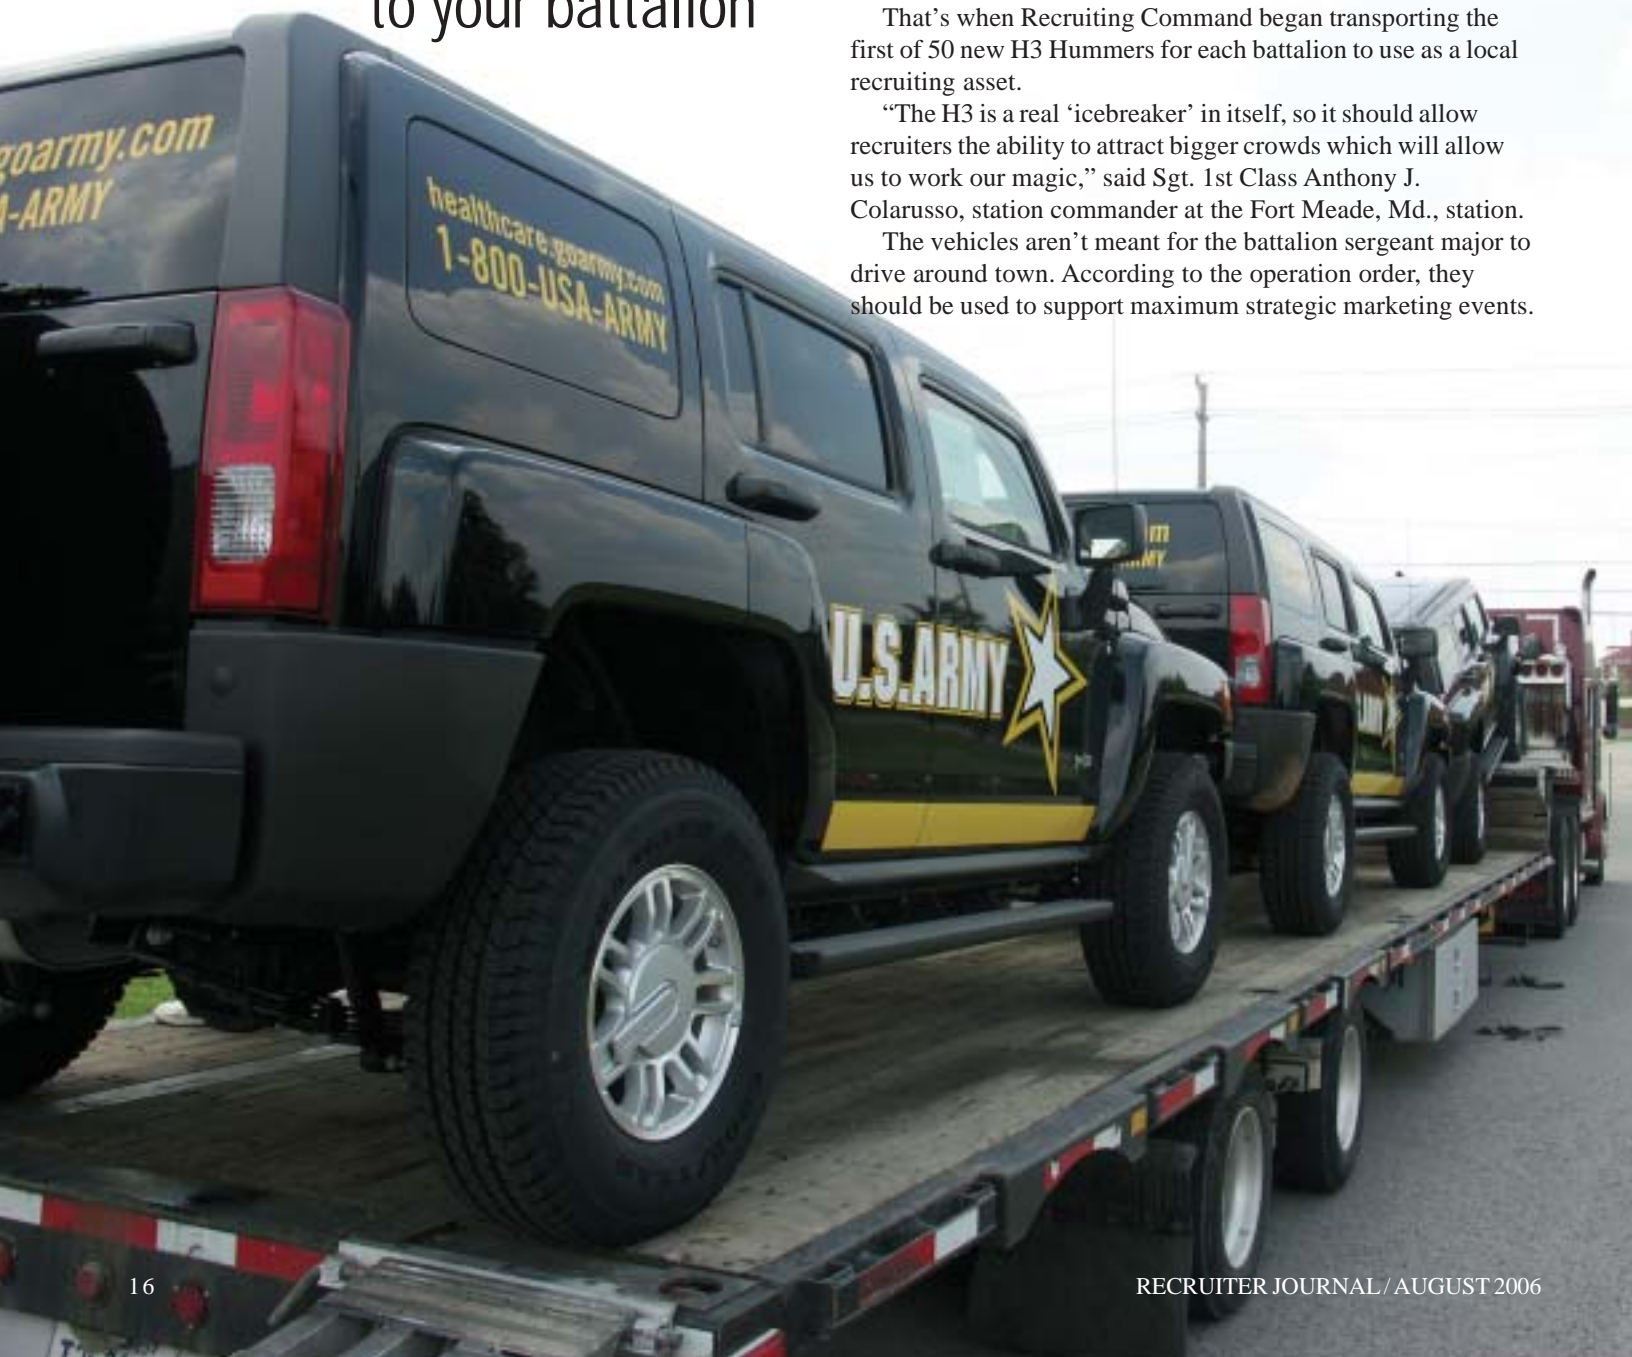 to your battalion
That’s when Recruiting Command began transporting the
first of 50 new H3 Hummers for each battalion to use as a local
recruiting asset.
“The H3 is a real ‘icebreaker’ in itself, so it should allow
recruiters the ability to attract bigger crowds which will allow
us to work our magic,” said Sgt. 1st Class Anthony J.
Colarusso, station commander at the Fort Meade, Md., station.
The vehicles aren’t meant for the battalion sergeant major to
drive around town. According to the operation order, they
should be used to support maximum strategic marketing events.
goarmy.com
A-ARMY
healthcare.goarmy.com
1-800-USA-ARMY
U.S.ARMY
16
RECRUITER JOURNAL / AUGUST 2006